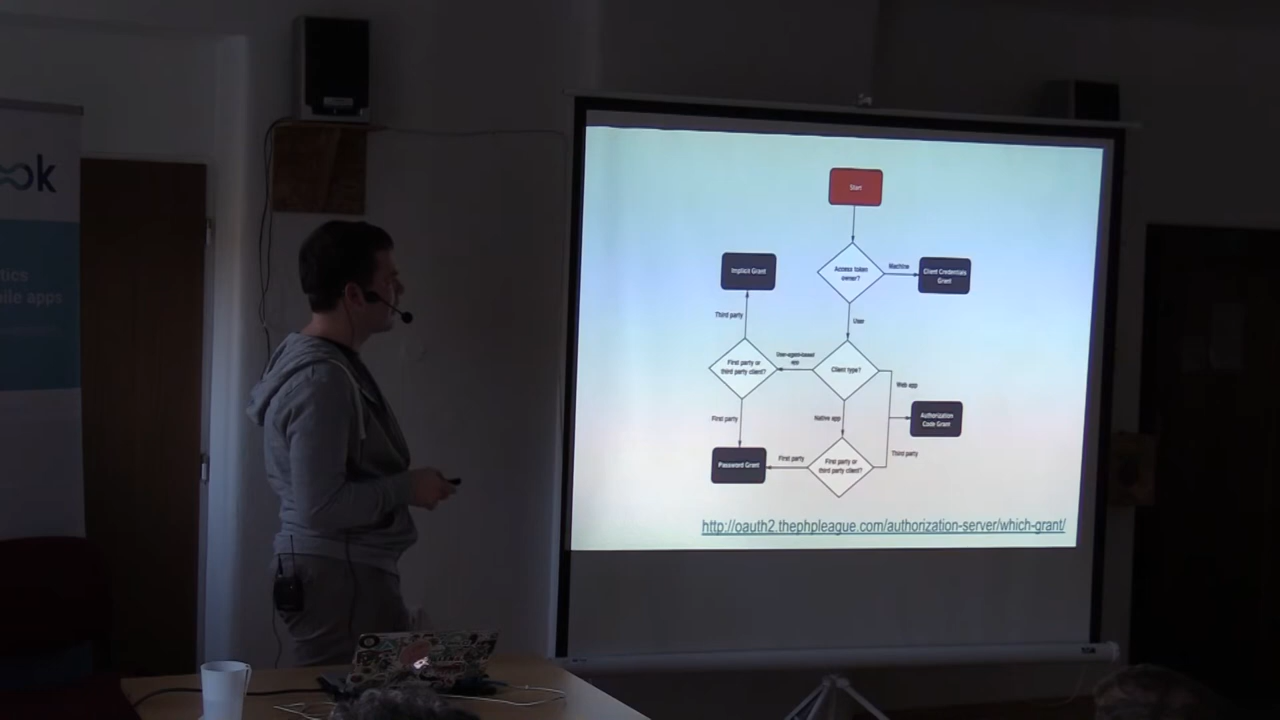 ok
tics
ile apps
Start
Implicit Grant
Access token
owner?
Machine
Client Credentials
Grant
Third party
User
First party or
third party client?
User-agent-based
app
Client type?
Web app
First party
Native app
Authorization
Code Grant
Password Grant
First party
First party or
third party client?
Third party
http://oauth2.thephpleague.com/authorization-server/which-grant/